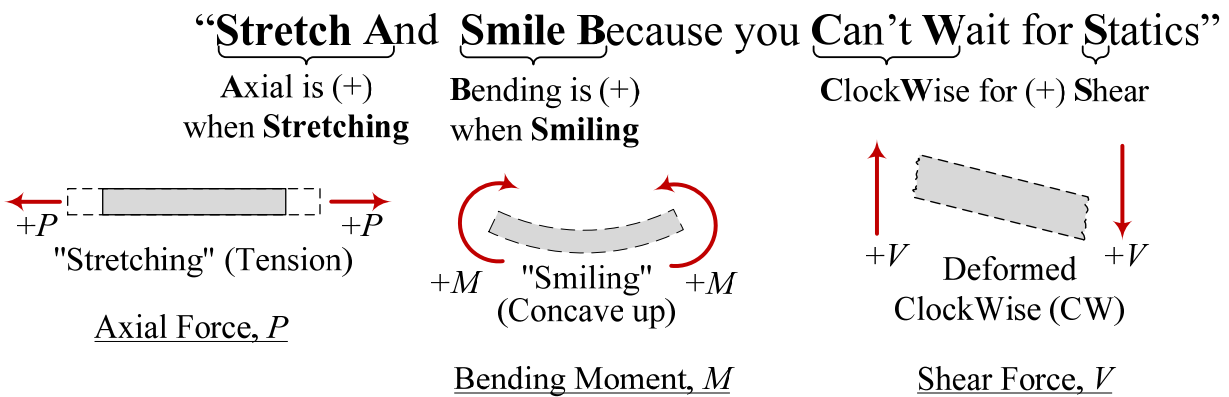 “Stretch And Smile Because you Can’t Wait for Statics”
Axial is (+)
when Stretching
Bending is (+)
when Smiling
ClockWise for (+) Shear
+P
+P
"Stretching" (Tension)
Axial Force, P
+M
+M
"Smiling"
(Concave up)
Bending Moment, M
+V
+V
Deformed
ClockWise (CW)
Shear Force, V